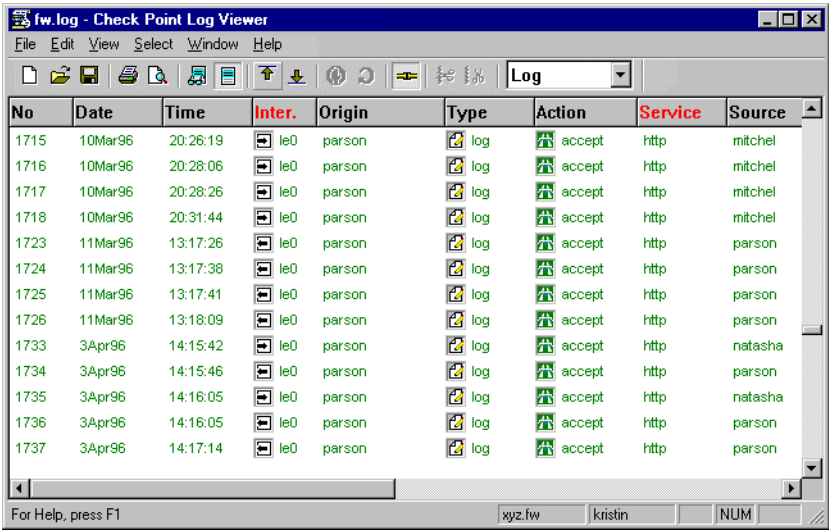 fw.log - Check Point Log Viewer
File Edit View Select Window Help
Log
No Date Time Inter. Origin Type Action Service Source
1715 10Mar96 20:26:19 le0 parson log accept http mitchel
1716 10Mar96 20:28:06 le0 parson log accept http mitchel
1717 10Mar96 20:28:26 le0 parson log accept http mitchel
1718 10Mar96 20:31:44 le0 parson log accept http mitchel
1723 11Mar96 13:17:26 le0 parson log accept http parson
1724 11Mar96 13:17:38 le0 parson log accept http parson
1725 11Mar96 13:17:41 le0 parson log accept http parson
1726 11Mar96 13:18:09 le0 parson log accept http parson
1733 3Apr96 14:15:42 le0 parson log accept http natasha
1734 3Apr96 14:15:46 le0 parson log accept http parson
1735 3Apr96 14:16:05 le0 parson log accept http natasha
1736 3Apr96 14:16:05 le0 parson log accept http parson
1737 3Apr96 14:17:14 le0 parson log accept http parson
For Help, press F1 xyz.fw kristin NUM